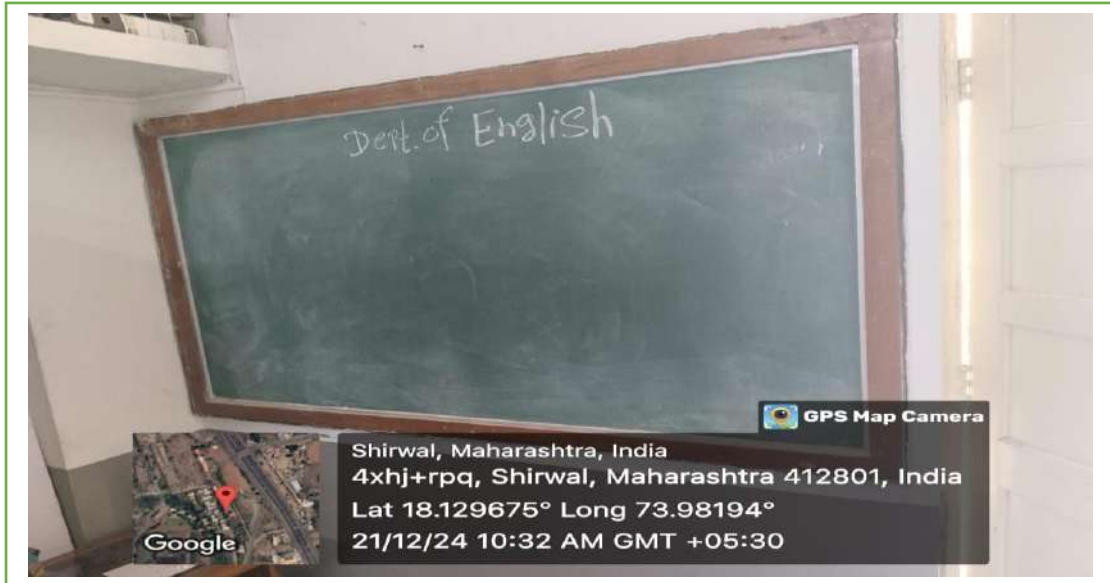 Dept. of English
GPS Map Camera
Shirwal, Maharashtra, India
4xhj+rpq, Shirwal, Maharashtra 412801, India
Lat 18.129675° Long 73.98194°
21/12/24 10:32 AM GMT +05:30
Google